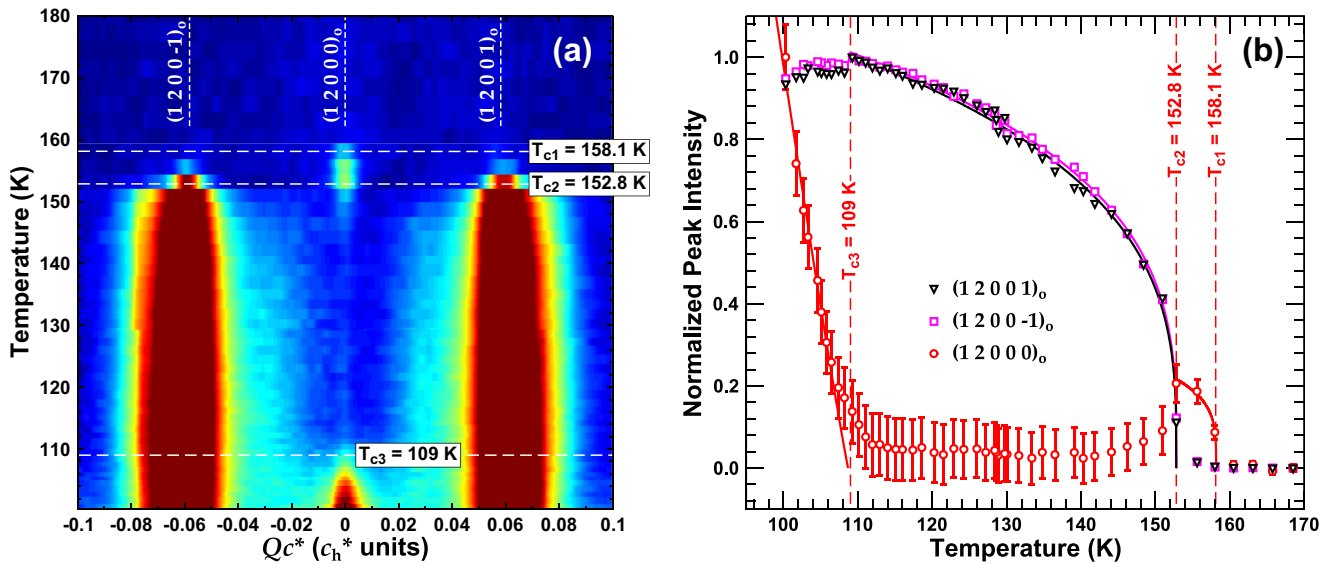 (a)
(1 2 0 0 -1)ₒ
(1 2 0 0 0)ₒ
(1 2 0 0 1)ₒ
Tc1 = 158.1 K
Tc2 = 152.8 K
Tc3 = 109 K
Temperature (K)
180
170
160
150
140
130
120
110
-0.1 -0.08 -0.06 -0.04 -0.02 0 0.02 0.04 0.06 0.08 0.1
Qc* (cₕ* units)
(b)
Normalized Peak Intensity
1.0
0.8
0.6
0.4
0.2
0.0
Tc3 = 109 K
Tc2 = 152.8 K
Tc1 = 158.1 K
(1 2 0 0 1)ₒ
(1 2 0 0 -1)ₒ
(1 2 0 0 0)ₒ
100 110 120 130 140 150 160 170
Temperature (K)